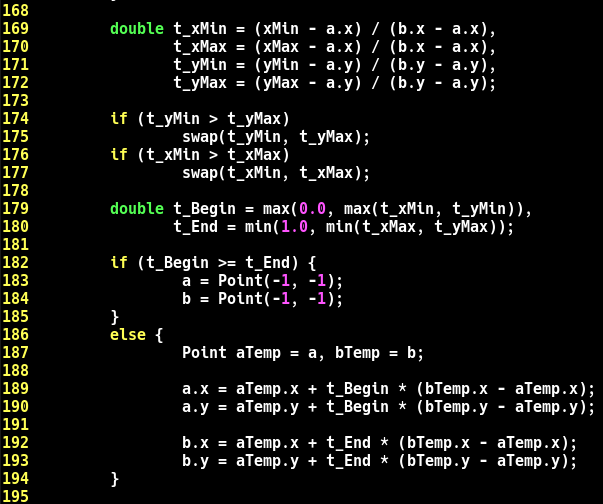 168
169 double t_xMin = (xMin - a.x) / (b.x - a.x),
170 t_xMax = (xMax - a.x) / (b.x - a.x),
171 t_yMin = (yMin - a.y) / (b.y - a.y),
172 t_yMax = (yMax - a.y) / (b.y - a.y);
173
174 if (t_yMin > t_yMax)
175 swap(t_yMin, t_yMax);
176 if (t_xMin > t_xMax)
177 swap(t_xMin, t_xMax);
178
179 double t_Begin = max(0.0, max(t_xMin, t_yMin)),
180 t_End = min(1.0, min(t_xMax, t_yMax));
181
182 if (t_Begin >= t_End) {
183 a = Point(-1, -1);
184 b = Point(-1, -1);
185 }
186 else {
187 Point aTemp = a, bTemp = b;
188
189 a.x = aTemp.x + t_Begin * (bTemp.x - aTemp.x);
190 a.y = aTemp.y + t_Begin * (bTemp.y - aTemp.y);
191
192 b.x = aTemp.x + t_End * (bTemp.x - aTemp.x);
193 b.y = aTemp.y + t_End * (bTemp.y - aTemp.y);
194 }
195